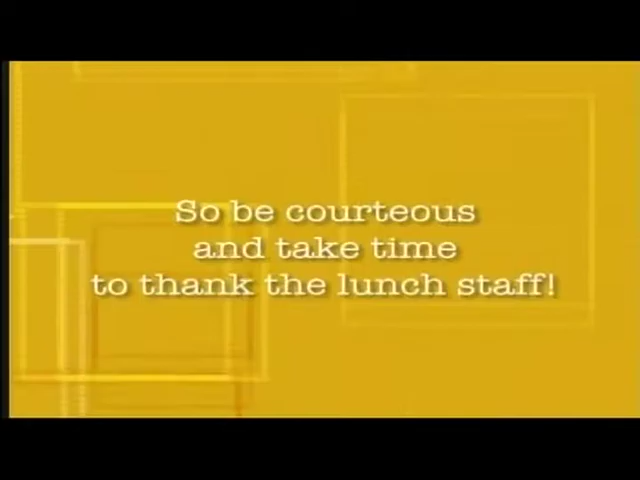 So be courteous
and take time
to thank the lunch staff!